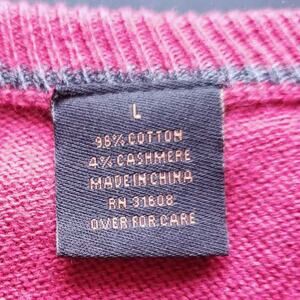 L
96% COTTON
4% CASHMERE
MADE IN CHINA
RN 31608
OVER FOR CARE